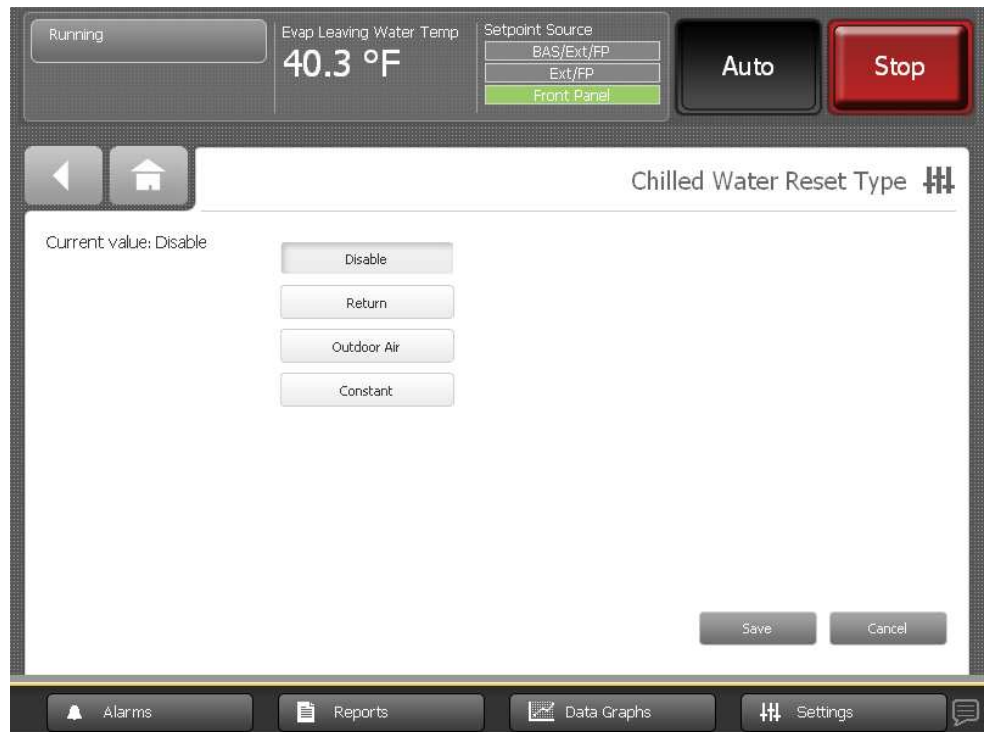 Running
Evap Leaving Water Temp
40.3 °F
Setpoint Source
BAS/Ext/FP
Ext/FP
Front Panel
Auto
Stop
Chilled Water Reset Type
Current value: Disable
Disable
Return
Outdoor Air
Constant
Save
Cancel
Alarms
Reports
Data Graphs
Settings